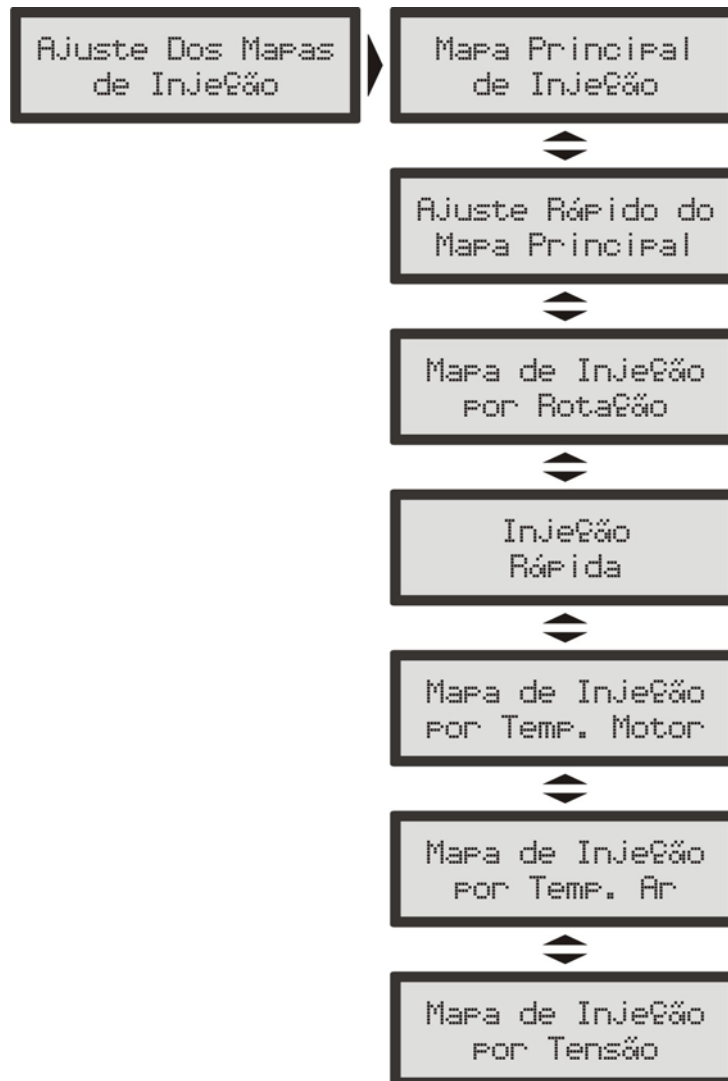 Ajuste Dos Mapas
de Injeção
Mapa Principal
de Injeção
Ajuste Rápido do
Mapa Principal
Mapa de Injeção
por Rotação
Injeção
Rápida
Mapa de Injeção
por Temp. Motor
Mapa de Injeção
por Temp. Ar
Mapa de Injeção
por Tensão